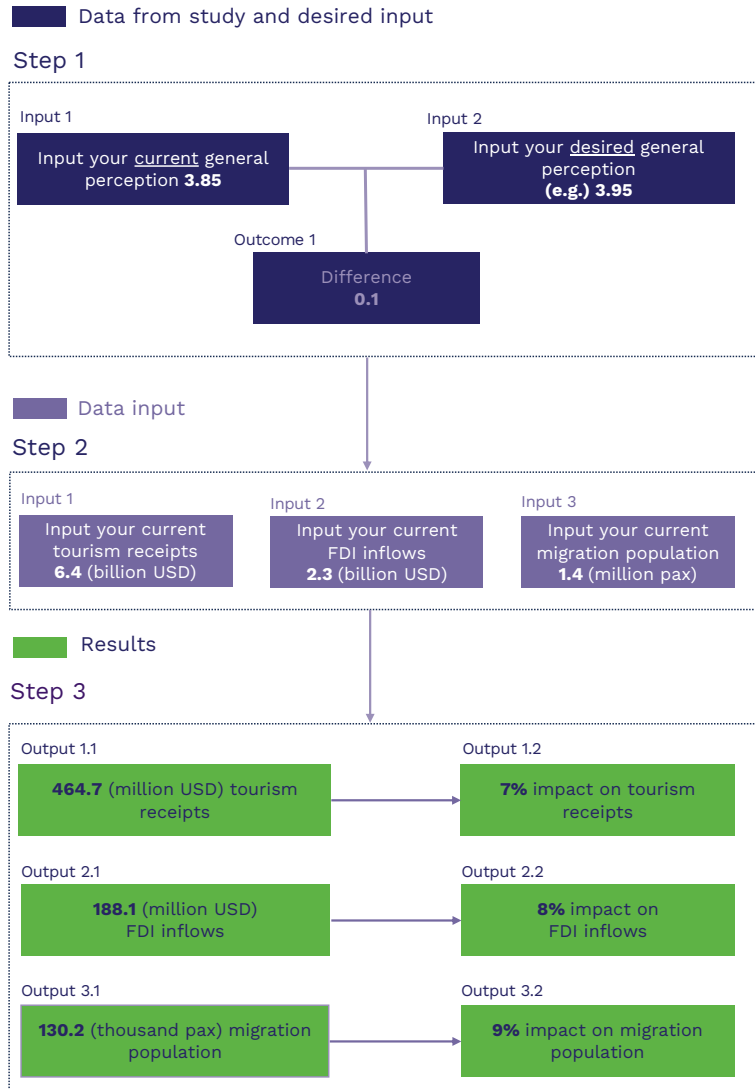 Data from study and desired input
Step 1
Input 1
Input your current general
perception 3.85
Input 2
Input your desired general
perception
(e.g.) 3.95
Outcome 1
Difference
0.1
Data input
Step 2
Input 1
Input your current
tourism receipts
6.4 (billion USD)
Input 2
Input your current
FDI inflows
2.3 (billion USD)
Input 3
Input your current
migration population
1.4 (million pax)
Results
Step 3
Output 1.1
464.7 (million USD) tourism
receipts
Output 1.2
7% impact on tourism
receipts
Output 2.1
188.1 (million USD)
FDI inflows
Output 2.2
8% impact on
FDI inflows
Output 3.1
130.2 (thousand pax) migration
population
Output 3.2
9% impact on migration
population